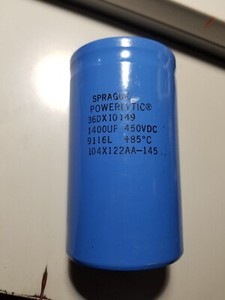 SPRAGUE
POWERLYTIC®
36DX10149
1400UF 450VDC
9116L +85°C
104X122AA-145